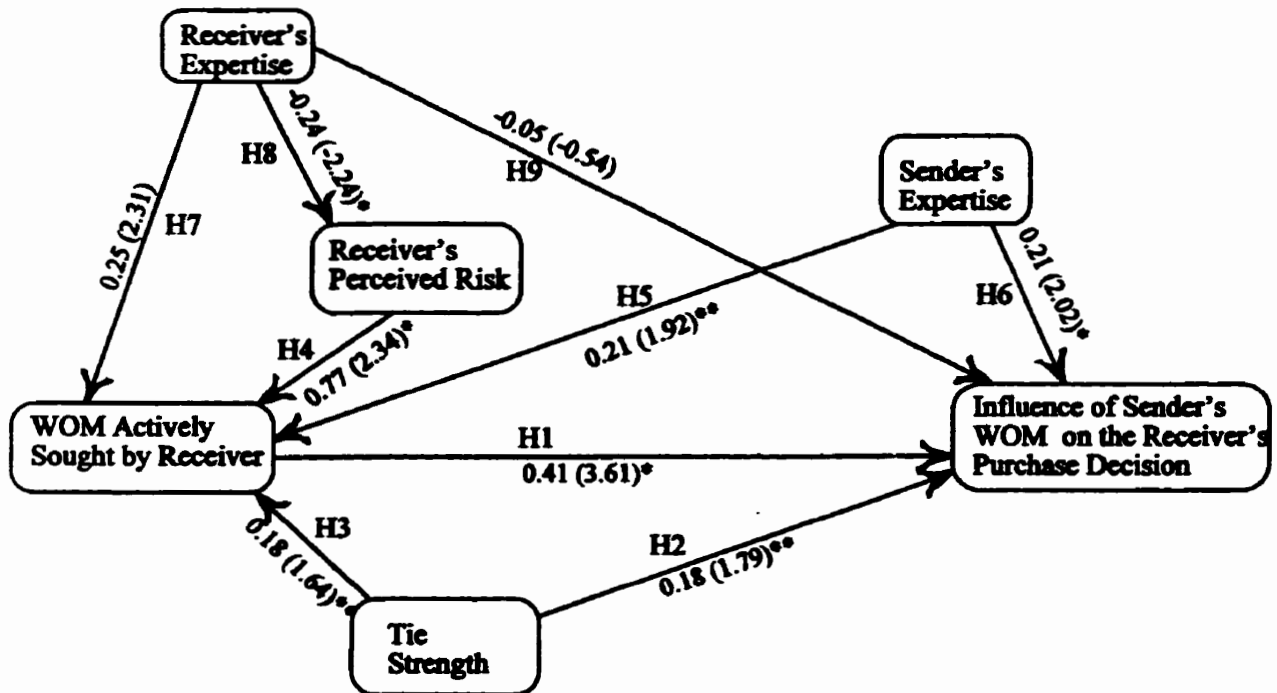 Receiver's
Expertise
-0.24 (-2.24)*
H8
-0.05 (-0.54)
H9
Sender's
Expertise
0.25 (2.31)
H7
Receiver's
Perceived Risk
H5
0.21 (1.92)**
H6
0.21 (2.02)*
H4
0.77 (2.34)*
WOM Actively
Sought by Receiver
H1
0.41 (3.61)*
Influence of Sender's
WOM on the Receiver's
Purchase Decision
H3
0.18 (1.64)**
H2
0.18 (1.79)**
Tie
Strength